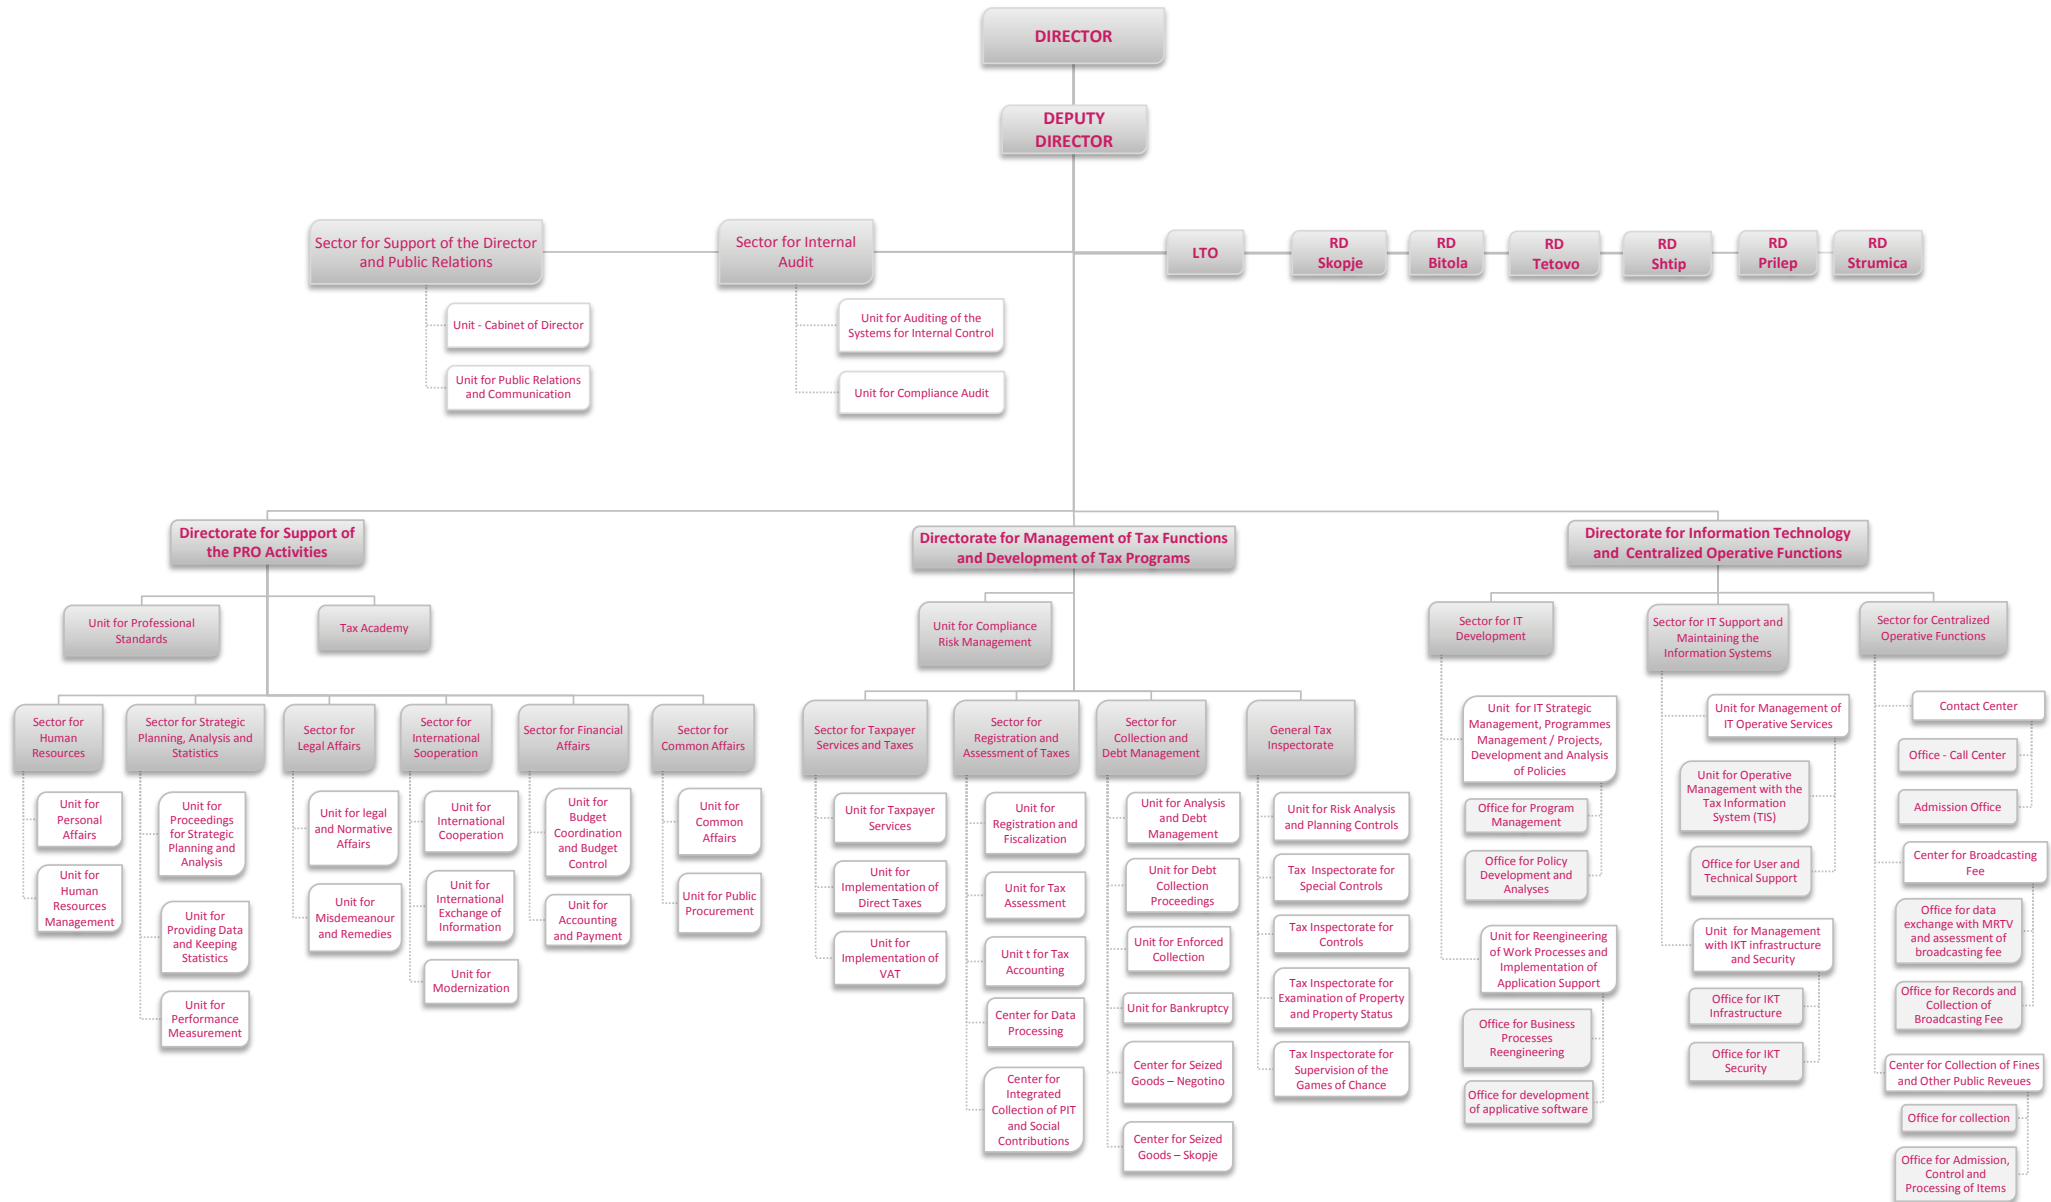 DIRECTOR
DEPUTY
DIRECTOR
Sector for Support of the Director
and Public Relations
Sector for Internal
Audit
LTO
RD
Skopje
RD
Bitola
RD
Tetovo
RD
Shtip
RD
Prilep
RD
Strumica
Unit - Cabinet of Director
Unit for Public Relations
and Communication
Unit for Auditing of the
Systems for Internal Control
Unit for Compliance Audit
Directorate for Support of
the PRO Activities
Directorate for Management of Tax Functions
and Development of Tax Programs
Directorate for Information Technology
and Centralized Operative Functions
Unit for Professional
Standards
Tax Academy
Unit for Compliance
Risk Management
Sector for IT
Development
Sector for IT Support and
Maintaining the
Information Systems
Sector for Centralized
Operative Functions
Sector for
Human
Resources
Sector for Strategic
Planning, Analysis and
Statistics
Sector for
Legal Affairs
Sector for
International
Sooperation
Sector for Financial
Affairs
Sector for
Common Affairs
Sector for Taxpayer
Services and Taxes
Sector for
Registration and
Assessment of Taxes
Sector for
Collection and
Debt Management
General Tax
Inspectorate
Unit for
Personal
Affairs
Unit for
Human
Resources
Management
Unit for
Proceedings
for Strategic
Planning and
Analysis
Unit for
Providing Data
and Keeping
Statistics
Unit for
Performance
Measurement
Unit for legal
and Normative
Affairs
Unit for
Misdemeanour
and Remedies
Unit for
International
Cooperation
Unit for
International
Exchange of
Information
Unit for
Modernization
Unit for
Budget
Coordination
and Budget
Control
Unit for
Accounting
and Payment
Unit for
Common
Affairs
Unit for Public
Procurement
Unit for Taxpayer
Services
Unit for
Implementation of
Direct Taxes
Unit for
Implementation of
VAT
Unit for
Registration and
Fiscalization
Unit for Tax
Assessment
Unit t for Tax
Accounting
Center for Data
Processing
Center for
Integrated
Collection of PIT
and Social
Contributions
Unit for Analysis
and Debt
Management
Unit for Debt
Collection
Proceedings
Unit for Enforced
Collection
Unit for Bankruptcy
Center for Seized
Goods – Negotino
Center for Seized
Goods – Skopje
Unit for Risk Analysis
and Planning Controls
Tax Inspectorate for
Special Controls
Tax Inspectorate for
Controls
Tax Inspectorate for
Examination of Property
and Property Status
Tax Inspectorate for
Supervision of the
Games of Chance
Unit for IT Strategic
Management, Programmes
Management / Projects,
Development and Analysis
of Policies
Office for Program
Management
Office for Policy
Development and
Analyses
Unit for Reengineering
of Work Processes and
Implementation of
Application Support
Office for Business
Processes
Reengineering
Office for development
of applicative software
Unit for Management of
IT Operative Services
Unit for Operative
Management with the
Tax Information
System (TIS)
Office for User and
Technical Support
Unit for Management
with IKT infrastructure
and Security
Office for IKT
Infrastructure
Office for IKT
Security
Contact Center
Office - Call Center
Admission Office
Center for Broadcasting
Fee
Office for data
exchange with MRTV
and assessment of
broadcasting fee
Office for Records and
Collection of
Broadcasting Fee
Center for Collection of Fines
and Other Public Reveues
Office for collection
Office for Admission,
Control and
Processing of Items